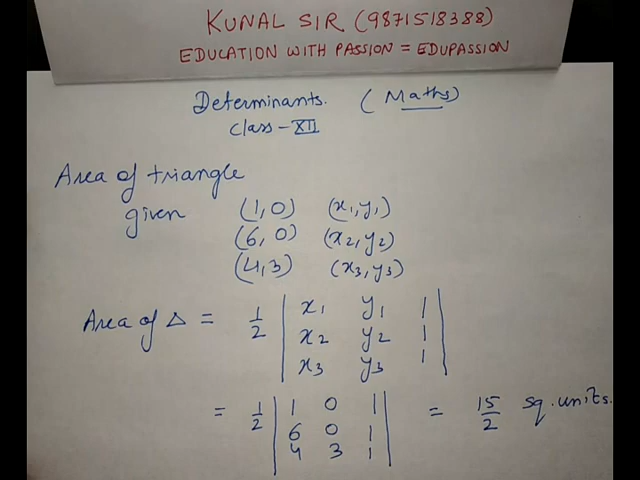 KUNAL SIR (9871518388)
EDUCATION WITH PASSION = EDUPASSION
Determinants. (Maths)
Class - XII
Area of triangle
given (1,0) (x₁,y₁)
(6,0) (x₂,y₂)
(4,3) (x₃,y₃)
Area of Δ = 1/2 | x₁ y₁ 1 |
| x₂ y₂ 1 |
| x₃ y₃ 1 |
= 1/2 | 1 0 1 | = 15/2 sq. units.
| 6 0 1 |
| 4 3 1 |